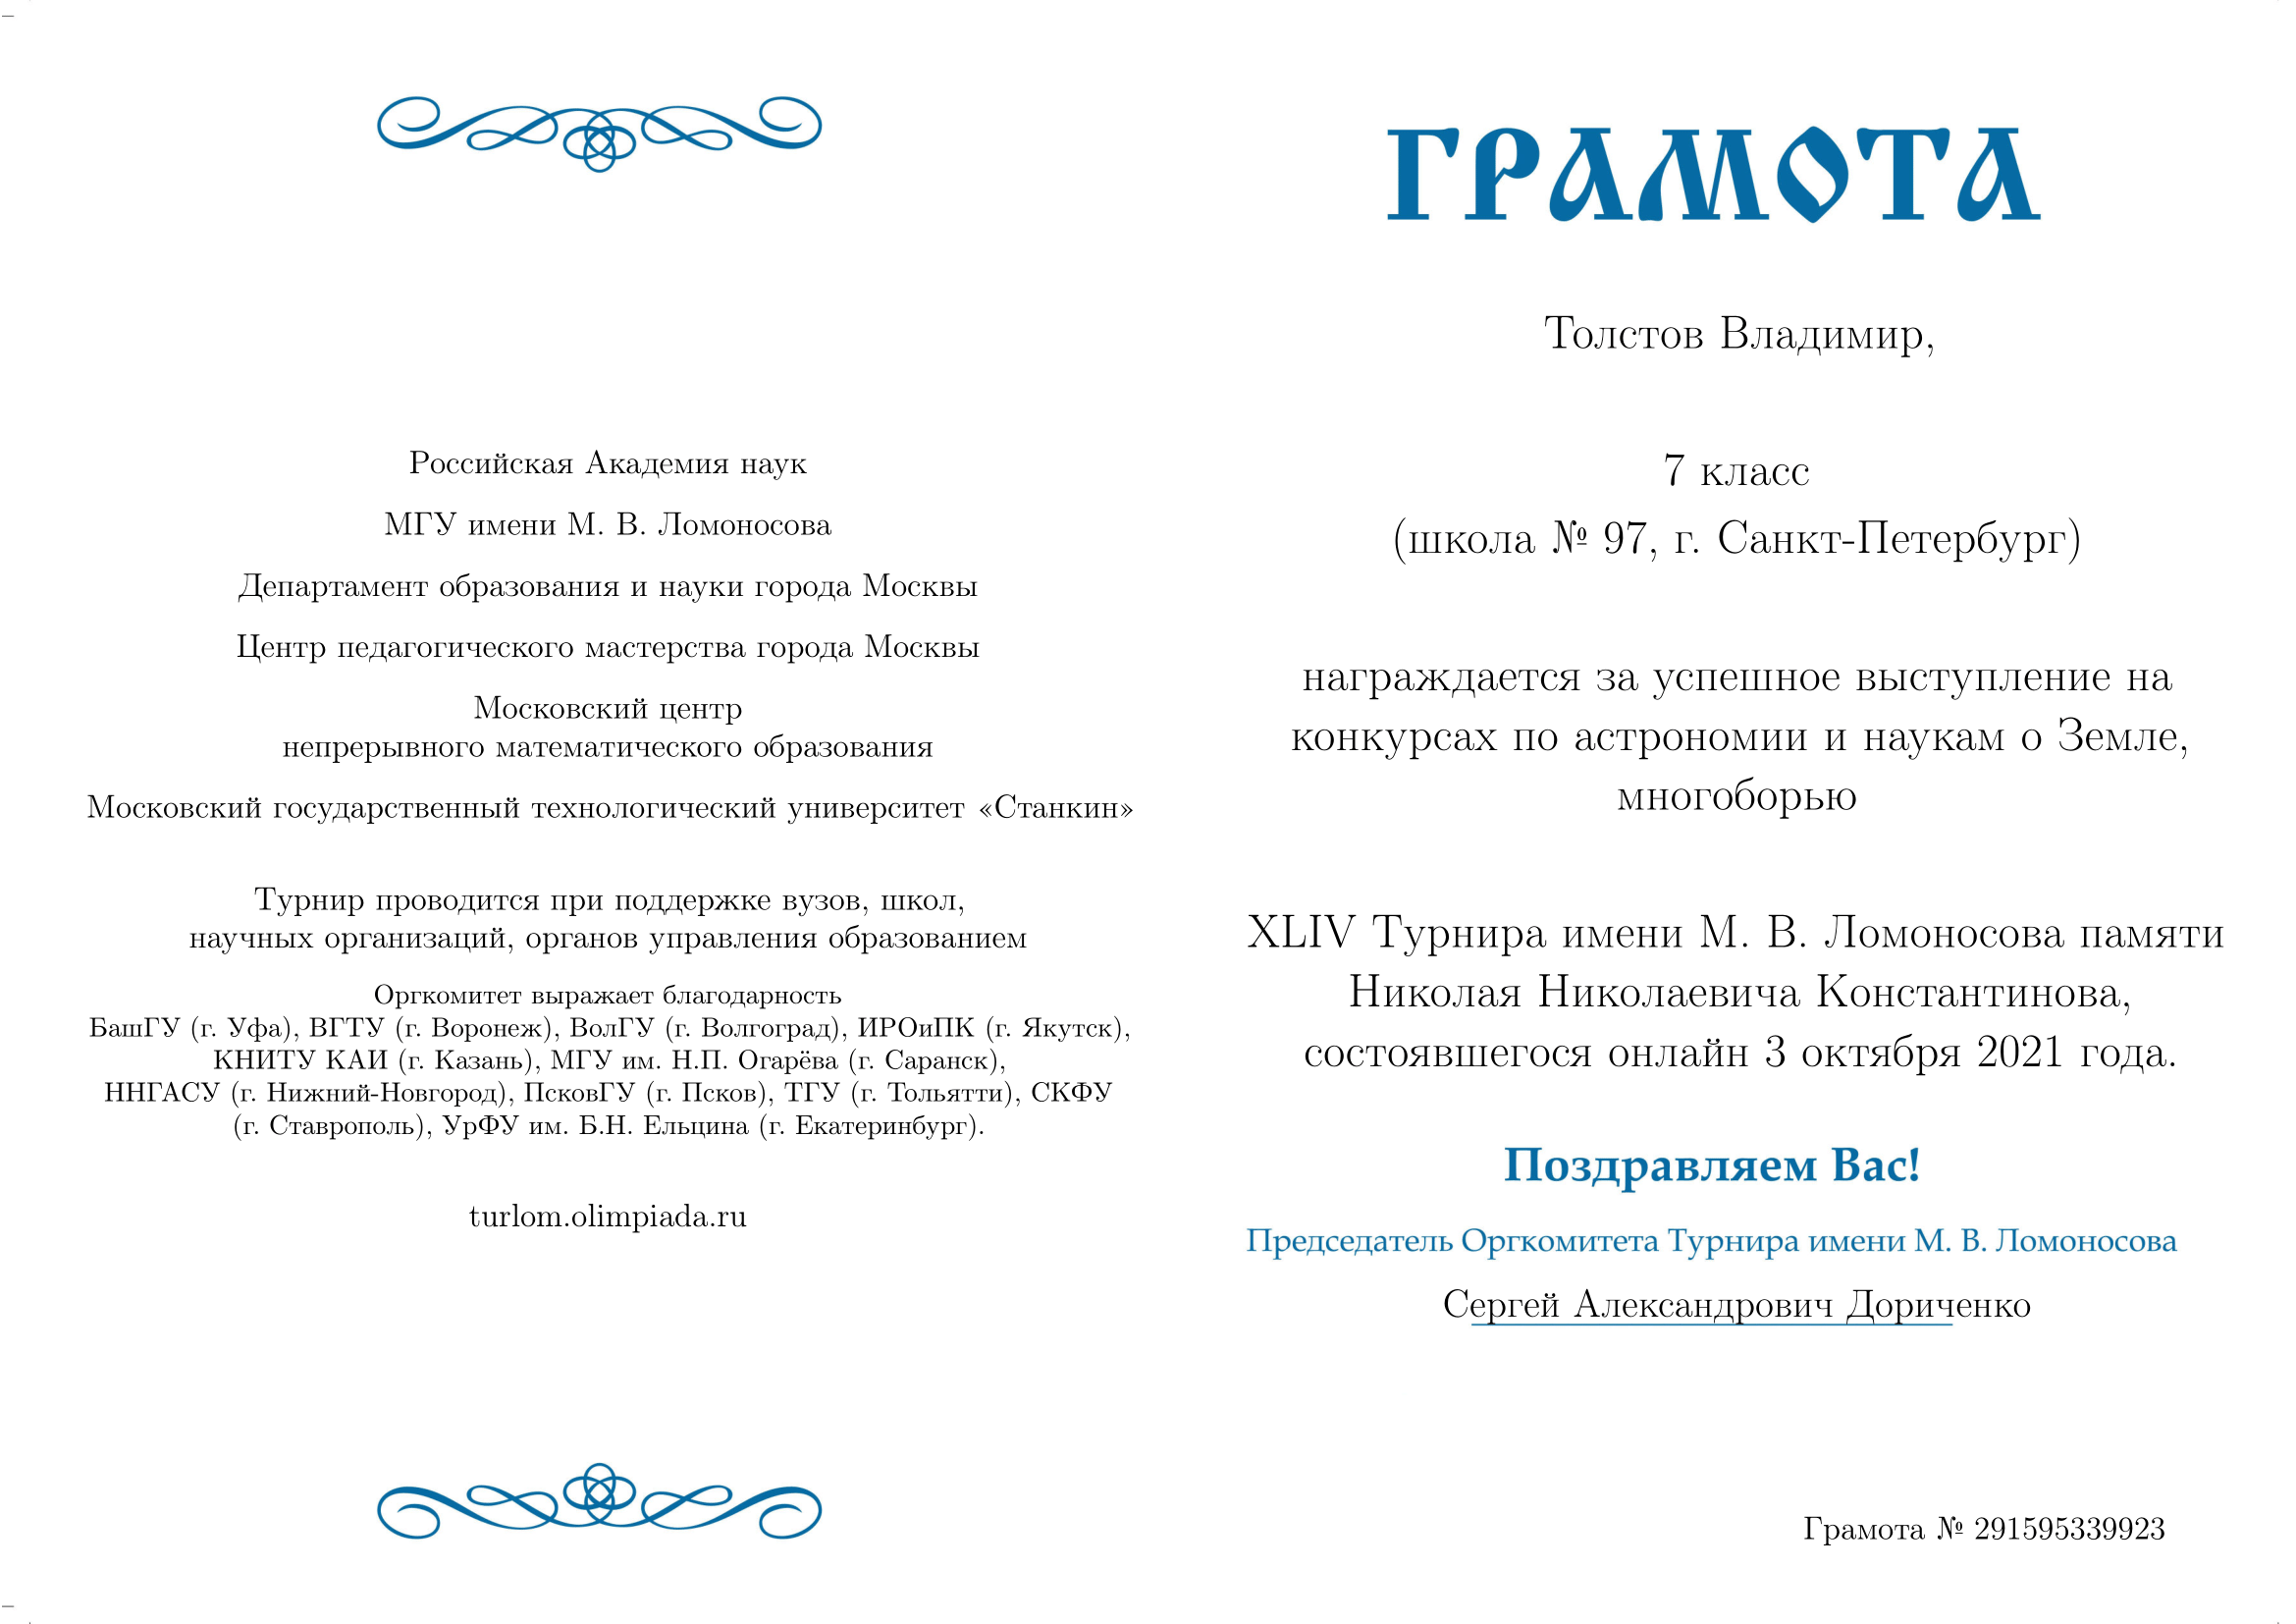 Российская Академия наук
МГУ имени М. В. Ломоносова
Департамент образования и науки города Москвы
Центр педагогического мастерства города Москвы
Московский центр
непрерывного математического образования
Московский государственный технологический университет «Станкин»
Турнир проводится при поддержке вузов, школ,
научных организаций, органов управления образованием
Оргкомитет выражает благодарность
БашГУ (г. Уфа), ВГТУ (г. Воронеж), ВолГУ (г. Волгоград), ИРОиПК (г. Якутск),
КНИТУ КАИ (г. Казань), МГУ им. Н.П. Огарёва (г. Саранск),
ННГАСУ (г. Нижний-Новгород), ПсковГУ (г. Псков), ТГУ (г. Тольятти), СКФУ
(г. Ставрополь), УрФУ им. Б.Н. Ельцина (г. Екатеринбург).
turlom.olimpiada.ru
ГРАМОТА
Толстов Владимир,
7 класс
(школа № 97, г. Санкт-Петербург)
награждается за успешное выступление на
конкурсах по астрономии и наукам о Земле,
многоборью
XLIV Турнира имени М. В. Ломоносова памяти
Николая Николаевича Константинова,
состоявшегося онлайн 3 октября 2021 года.
Поздравляем Вас!
Председатель Оргкомитета Турнира имени М. В. Ломоносова
Сергей Александрович Дориченко
Грамота № 291595339923